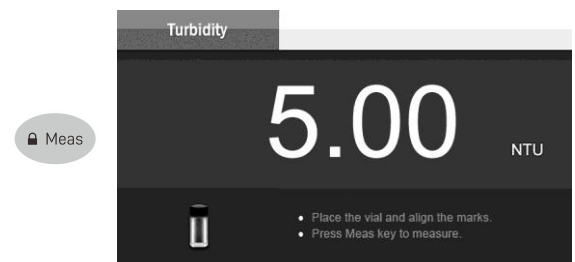 Turbidity
Meas
5.00
NTU
Place the vial and align the marks.
Press Meas key to measure.